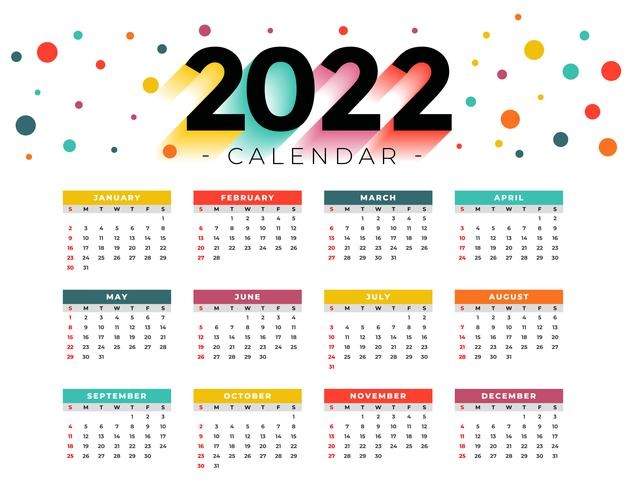 2022
- CALENDAR -
JANUARY
S M T W T F S
1
2 3 4 5 6 7 8
9 10 11 12 13 14 15
16 17 18 19 20 21 22
23 24 25 26 27 28 29
30 31
FEBRUARY
S M T W T F S
1 2 3 4 5
6 7 8 9 10 11 12
13 14 15 16 17 18 19
20 21 22 23 24 25 26
27 28
MARCH
S M T W T F S
1 2 3 4 5
6 7 8 9 10 11 12
13 14 15 16 17 18 19
20 21 22 23 24 25 26
27 28 29 30 31
APRIL
S M T W T F S
1 2
3 4 5 6 7 8 9
10 11 12 13 14 15 16
17 18 19 20 21 22 23
24 25 26 27 28 29 30
MAY
S M T W T F S
1 2 3 4 5 6 7
8 9 10 11 12 13 14
15 16 17 18 19 20 21
22 23 24 25 26 27 28
29 30 31
JUNE
S M T W T F S
1 2 3 4
5 6 7 8 9 10 11
12 13 14 15 16 17 18
19 20 21 22 23 24 25
26 27 28 29 30
JULY
S M T W T F S
1 2
3 4 5 6 7 8 9
10 11 12 13 14 15 16
17 18 19 20 21 22 23
24 25 26 27 28 29 30
31
AUGUST
S M T W T F S
1 2 3 4 5 6
7 8 9 10 11 12 13
14 15 16 17 18 19 20
21 22 23 24 25 26 27
28 29 30 31
SEPTEMBER
S M T W T F S
1 2 3
4 5 6 7 8 9 10
11 12 13 14 15 16 17
18 19 20 21 22 23 24
25 26 27 28 29 30
OCTOBER
S M T W T F S
1
2 3 4 5 6 7 8
9 10 11 12 13 14 15
16 17 18 19 20 21 22
23 24 25 26 27 28 29
30 31
NOVEMBER
S M T W T F S
1 2 3 4 5
6 7 8 9 10 11 12
13 14 15 16 17 18 19
20 21 22 23 24 25 26
27 28 29 30
DECEMBER
S M T W T F S
1 2 3
4 5 6 7 8 9 10
11 12 13 14 15 16 17
18 19 20 21 22 23 24
25 26 27 28 29 30 31